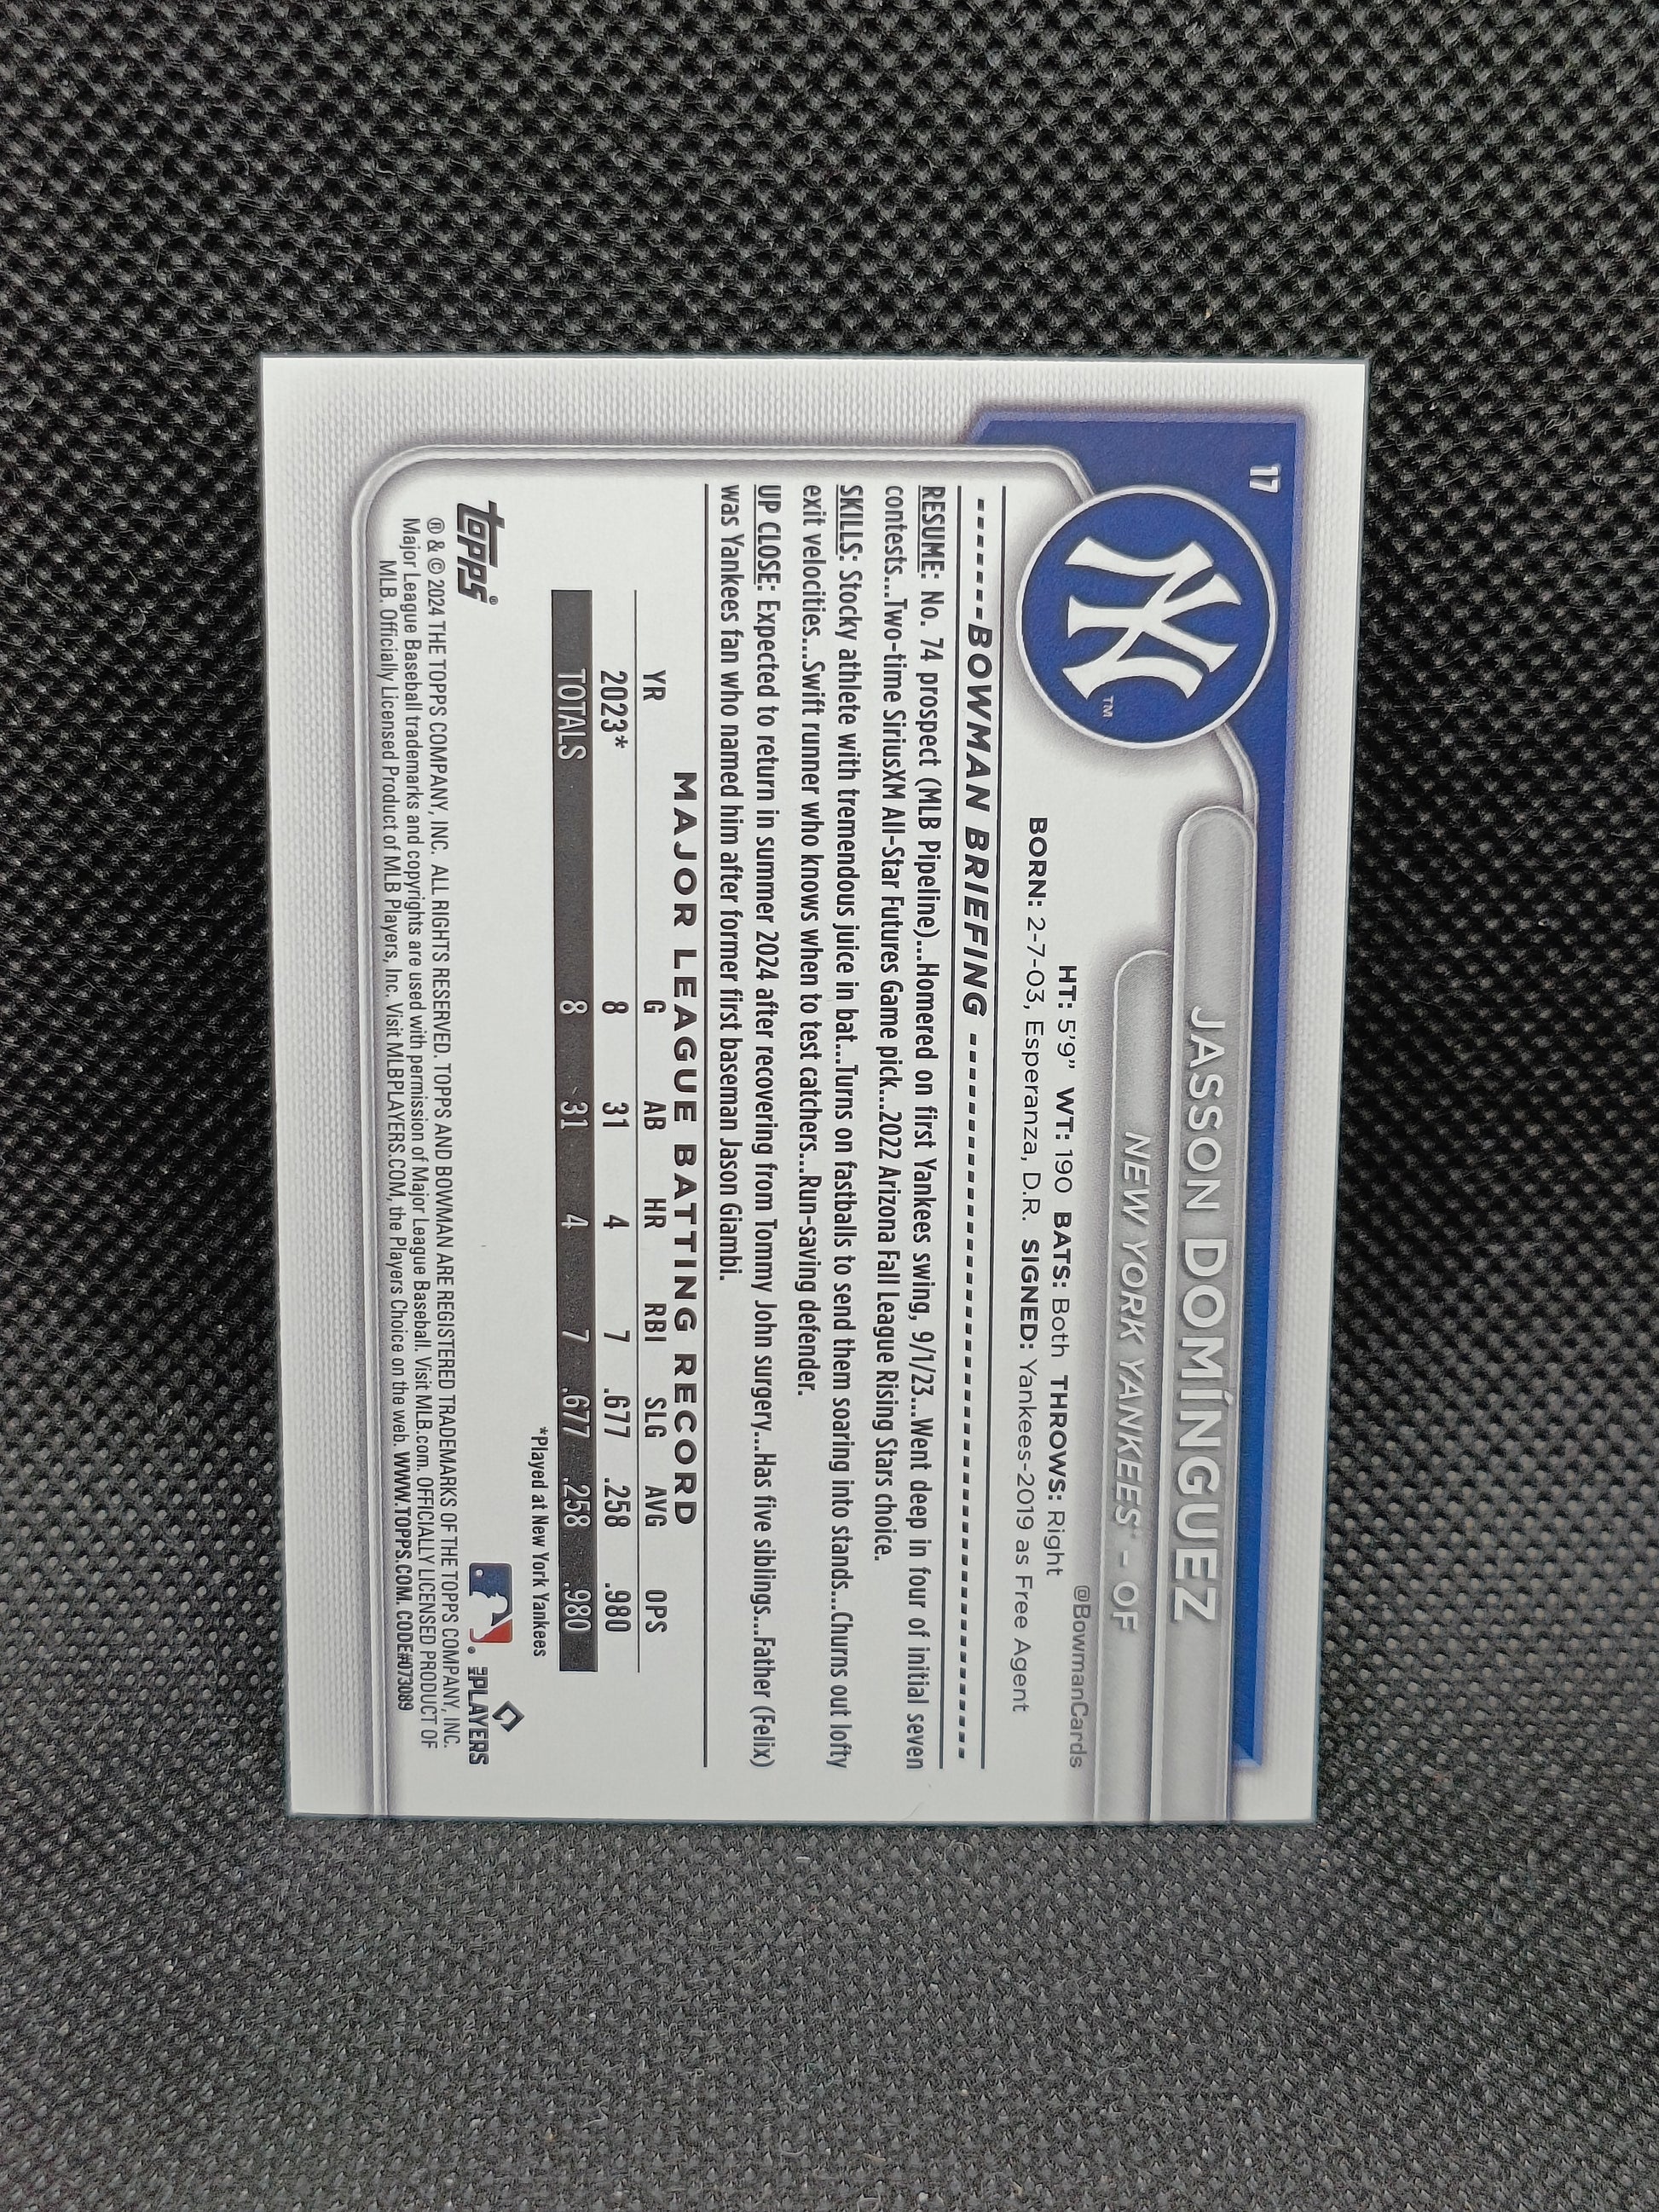 17
NY
TM
JASSON DOMÍNGUEZ
NEW YORK YANKEES® - OF
@BowmanCards
HT: 5'9" WT: 190 BATS: Both THROWS: Right
BORN: 2-7-03, Esperanza, D.R. SIGNED: Yankees-2019 as Free Agent
BOWMAN BRIEFING
RESUME: No. 74 prospect (MLB Pipeline)...Homered on first Yankees swing, 9/1/23...Went deep in four of initial seven
contests...Two-time SiriusXM All-Star Futures Game pick...2022 Arizona Fall League Rising Stars choice.
SKILLS: Stocky athlete with tremendous juice in bat...Turns on fastballs to send them soaring into stands...Churns out lofty
exit velocities...Swift runner who knows when to test catchers...Run-saving defender.
UP CLOSE: Expected to return in summer 2024 after recovering from Tommy John surgery...Has five siblings...Father (Felix)
was Yankees fan who named him after former first baseman Jason Giambi.
MAJOR LEAGUE BATTING RECORD
YR G AB HR RBI SLG AVG OPS
2023* 8 31 4 7 .677 .258 .980
TOTALS 8 31 4 7 .677 .258 .980
*Played at New York Yankees
topps®
MLB PLAYERS
® & © 2024 THE TOPPS COMPANY, INC. ALL RIGHTS RESERVED. TOPPS AND BOWMAN ARE REGISTERED TRADEMARKS OF THE TOPPS COMPANY, INC.
Major League Baseball trademarks and copyrights are used with permission of Major League Baseball. Visit MLB.com. OFFICIALLY LICENSED PRODUCT OF
MLB. Officially Licensed Product of MLB Players, Inc. Visit MLBPLAYERS.COM, the Players Choice on the web. WWW.TOPPS.COM. CODE#073089